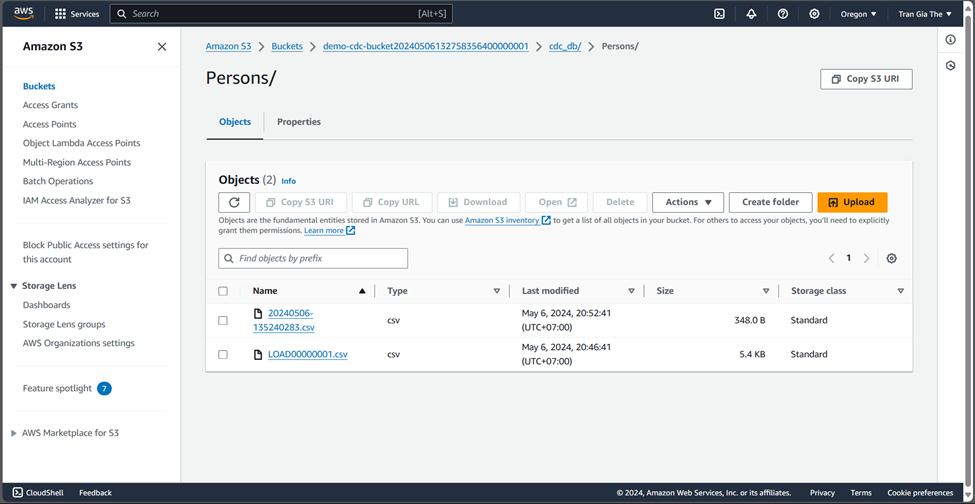 aws
Services
Search
[Alt+S]
Oregon
Tran Gia The
Amazon S3
Amazon S3
Buckets
demo-cdc-bucket20240506132758356400000001
cdc_db/
Persons/
Persons/
Copy S3 URI
Buckets
Access Grants
Access Points
Object Lambda Access Points
Multi-Region Access Points
Batch Operations
IAM Access Analyzer for S3
Block Public Access settings for
this account
Storage Lens
Dashboards
Storage Lens groups
AWS Organizations settings
Feature spotlight 7
AWS Marketplace for S3
Objects
Properties
Objects (2) Info
Copy S3 URI
Copy URL
Download
Open
Delete
Actions
Create folder
Upload
Objects are the fundamental entities stored in Amazon S3. You can use Amazon S3 inventory to get a list of all objects in your bucket. For others to access your objects, you'll need to explicitly
grant them permissions. Learn more
Find objects by prefix
1
Name
Type
Last modified
Size
Storage class
20240506-
135240283.csv
csv
May 6, 2024, 20:52:41
(UTC+07:00)
348.0 B
Standard
LOAD00000001.csv
csv
May 6, 2024, 20:46:41
(UTC+07:00)
5.4 KB
Standard
CloudShell
Feedback
© 2024, Amazon Web Services, Inc. or its affiliates.
Privacy
Terms
Cookie preferences